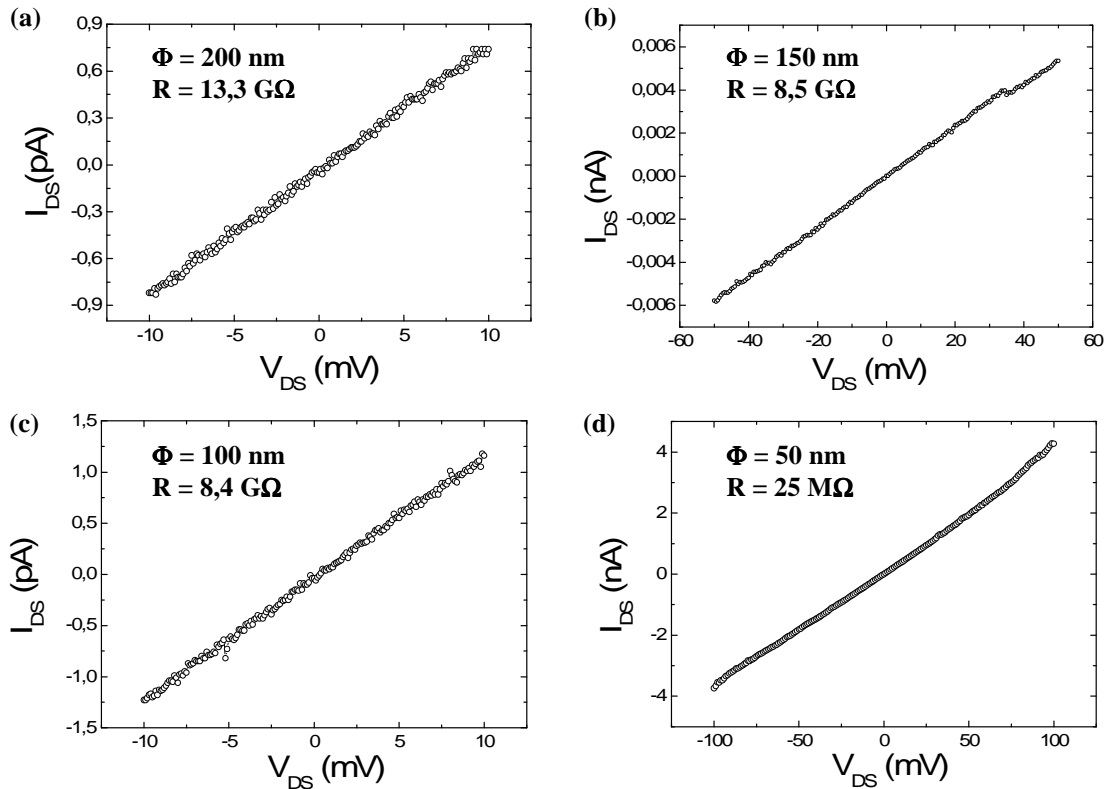 (a)
Φ = 200 nm
R = 13,3 GΩ
0,9
0,6
0,3
0,0
-0,3
-0,6
-0,9
I_DS(pA)
-10 -5 0 5 10
V_DS (mV)
(b)
Φ = 150 nm
R = 8,5 GΩ
0,006
0,004
0,002
0,000
-0,002
-0,004
-0,006
I_DS (nA)
-60 -40 -20 0 20 40 60
V_DS (mV)
(c)
Φ = 100 nm
R = 8,4 GΩ
1,5
1,0
0,5
0,0
-0,5
-1,0
-1,5
I_DS (pA)
-10 -5 0 5 10
V_DS (mV)
(d)
Φ = 50 nm
R = 25 MΩ
4
2
0
-2
-4
I_DS (nA)
-100 -50 0 50 100
V_DS (mV)